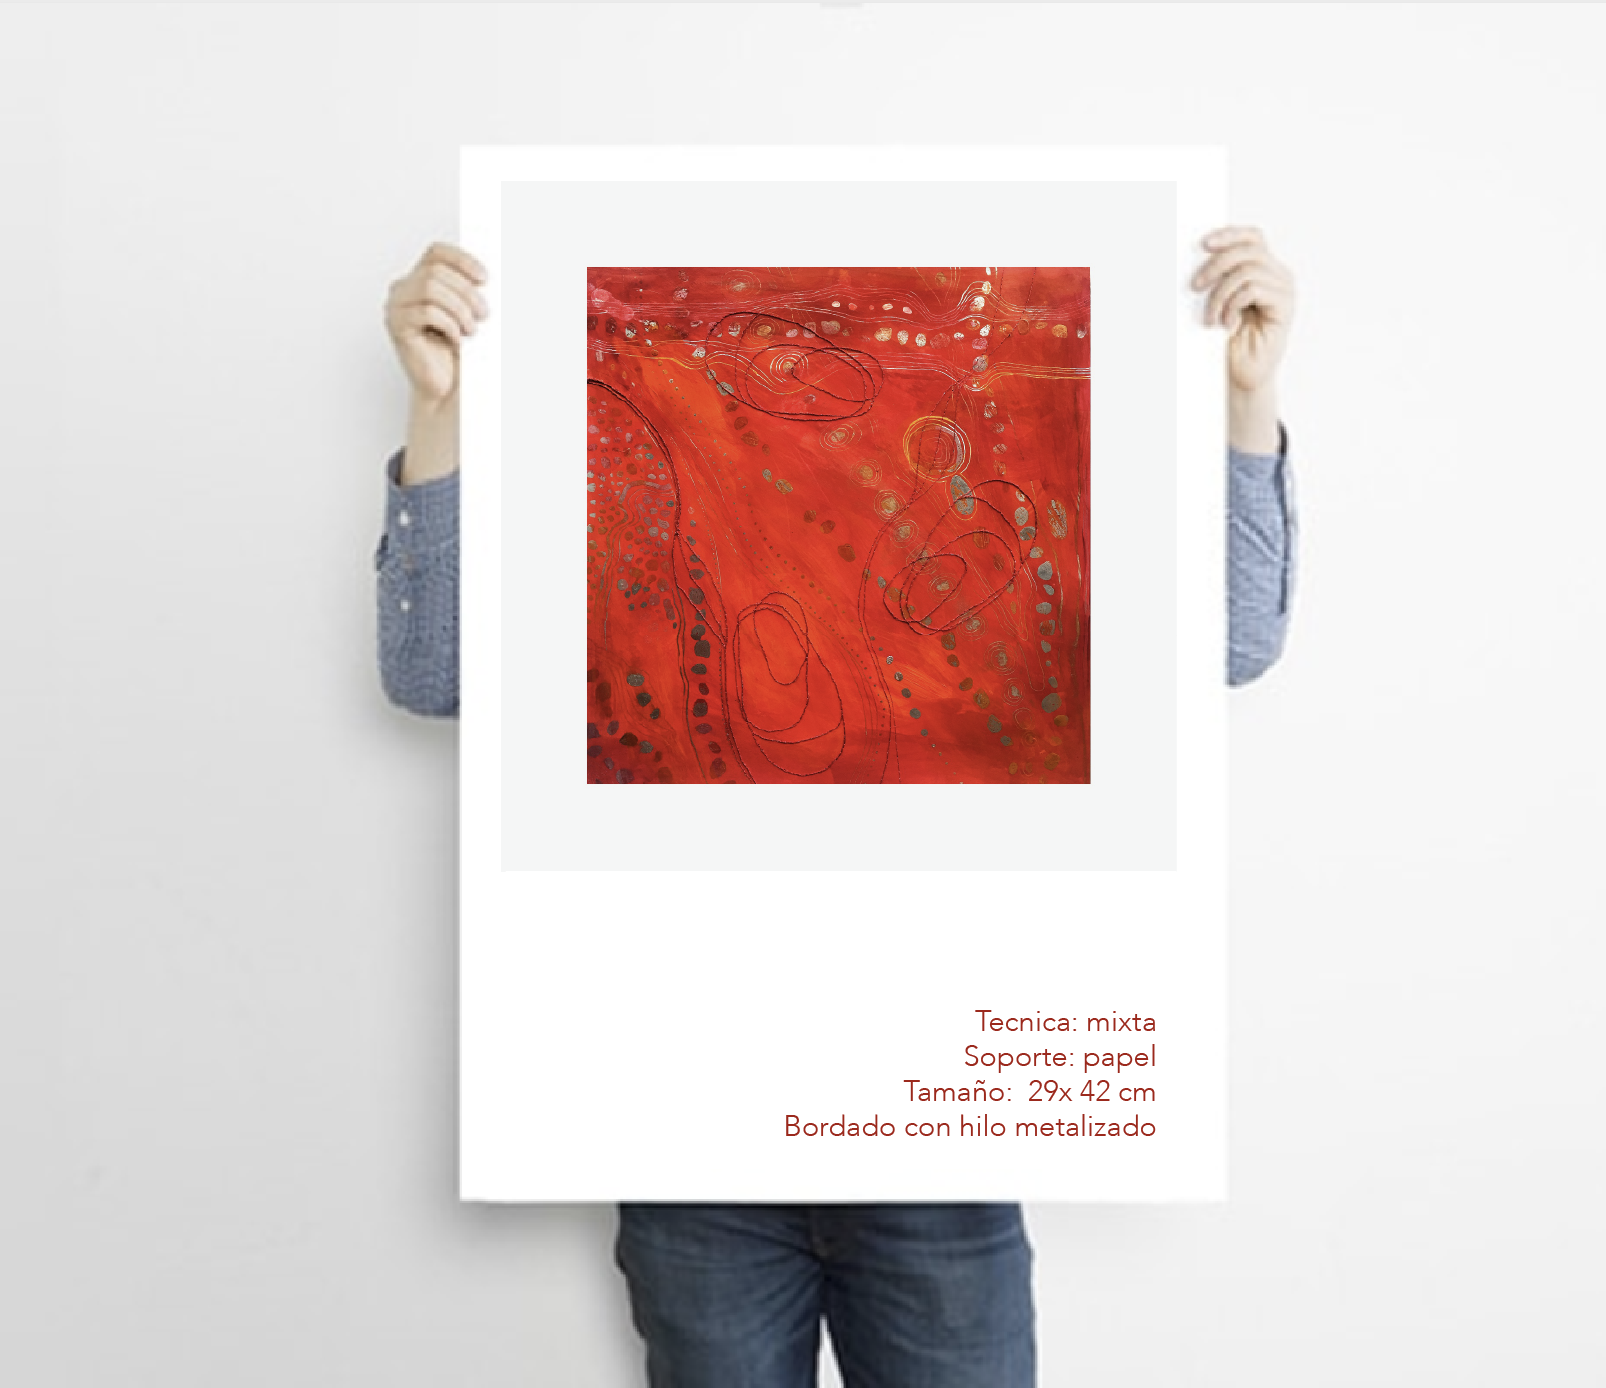 Tecnica: mixta
Soporte: papel
Tamaño:  29x 42 cm
Bordado con hilo metalizado